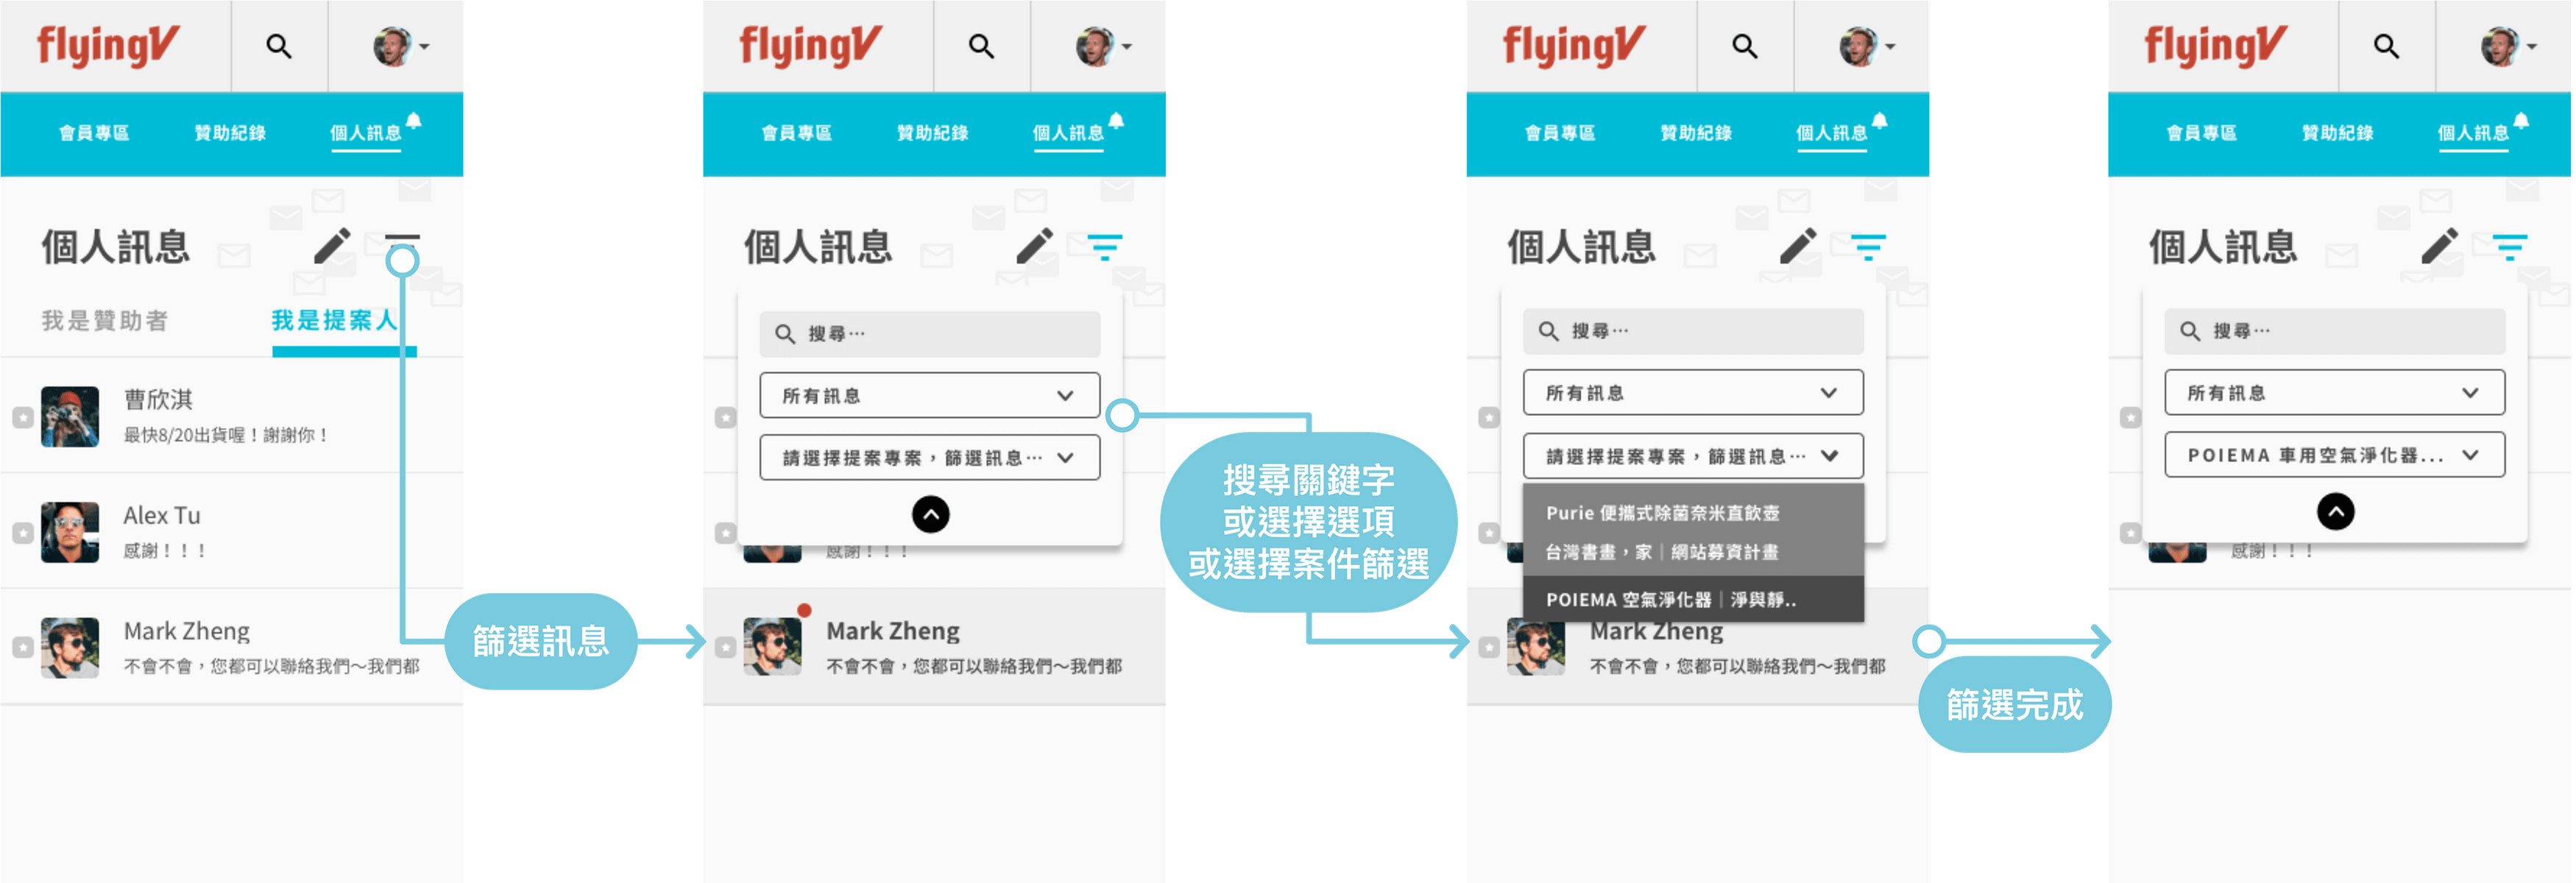 flyingV
會員專區
贊助紀錄
個人訊息
個人訊息
我是贊助者
我是提案人
曹欣淇
最快8/20出貨喔！謝謝你！
Alex Tu
感謝！！！
Mark Zheng
不會不會，您都可以聯絡我們～我們都
篩選訊息
flyingV
會員專區
贊助紀錄
個人訊息
個人訊息
搜尋…
所有訊息
請選擇提案專案，篩選訊息…
感謝！！！
Mark Zheng
不會不會，您都可以聯絡我們～我們都
搜尋關鍵字
或選擇選項
或選擇案件篩選
flyingV
會員專區
贊助紀錄
個人訊息
個人訊息
搜尋…
所有訊息
請選擇提案專案，篩選訊息…
Purie 便攜式除菌奈米直飲壺
台灣書畫，家｜網站募資計畫
POIEMA 空氣淨化器｜淨與靜..
Mark Zheng
不會不會，您都可以聯絡我們～我們都
篩選完成
flyingV
會員專區
贊助紀錄
個人訊息
個人訊息
搜尋…
所有訊息
POIEMA 車用空氣淨化器...
感謝！！！